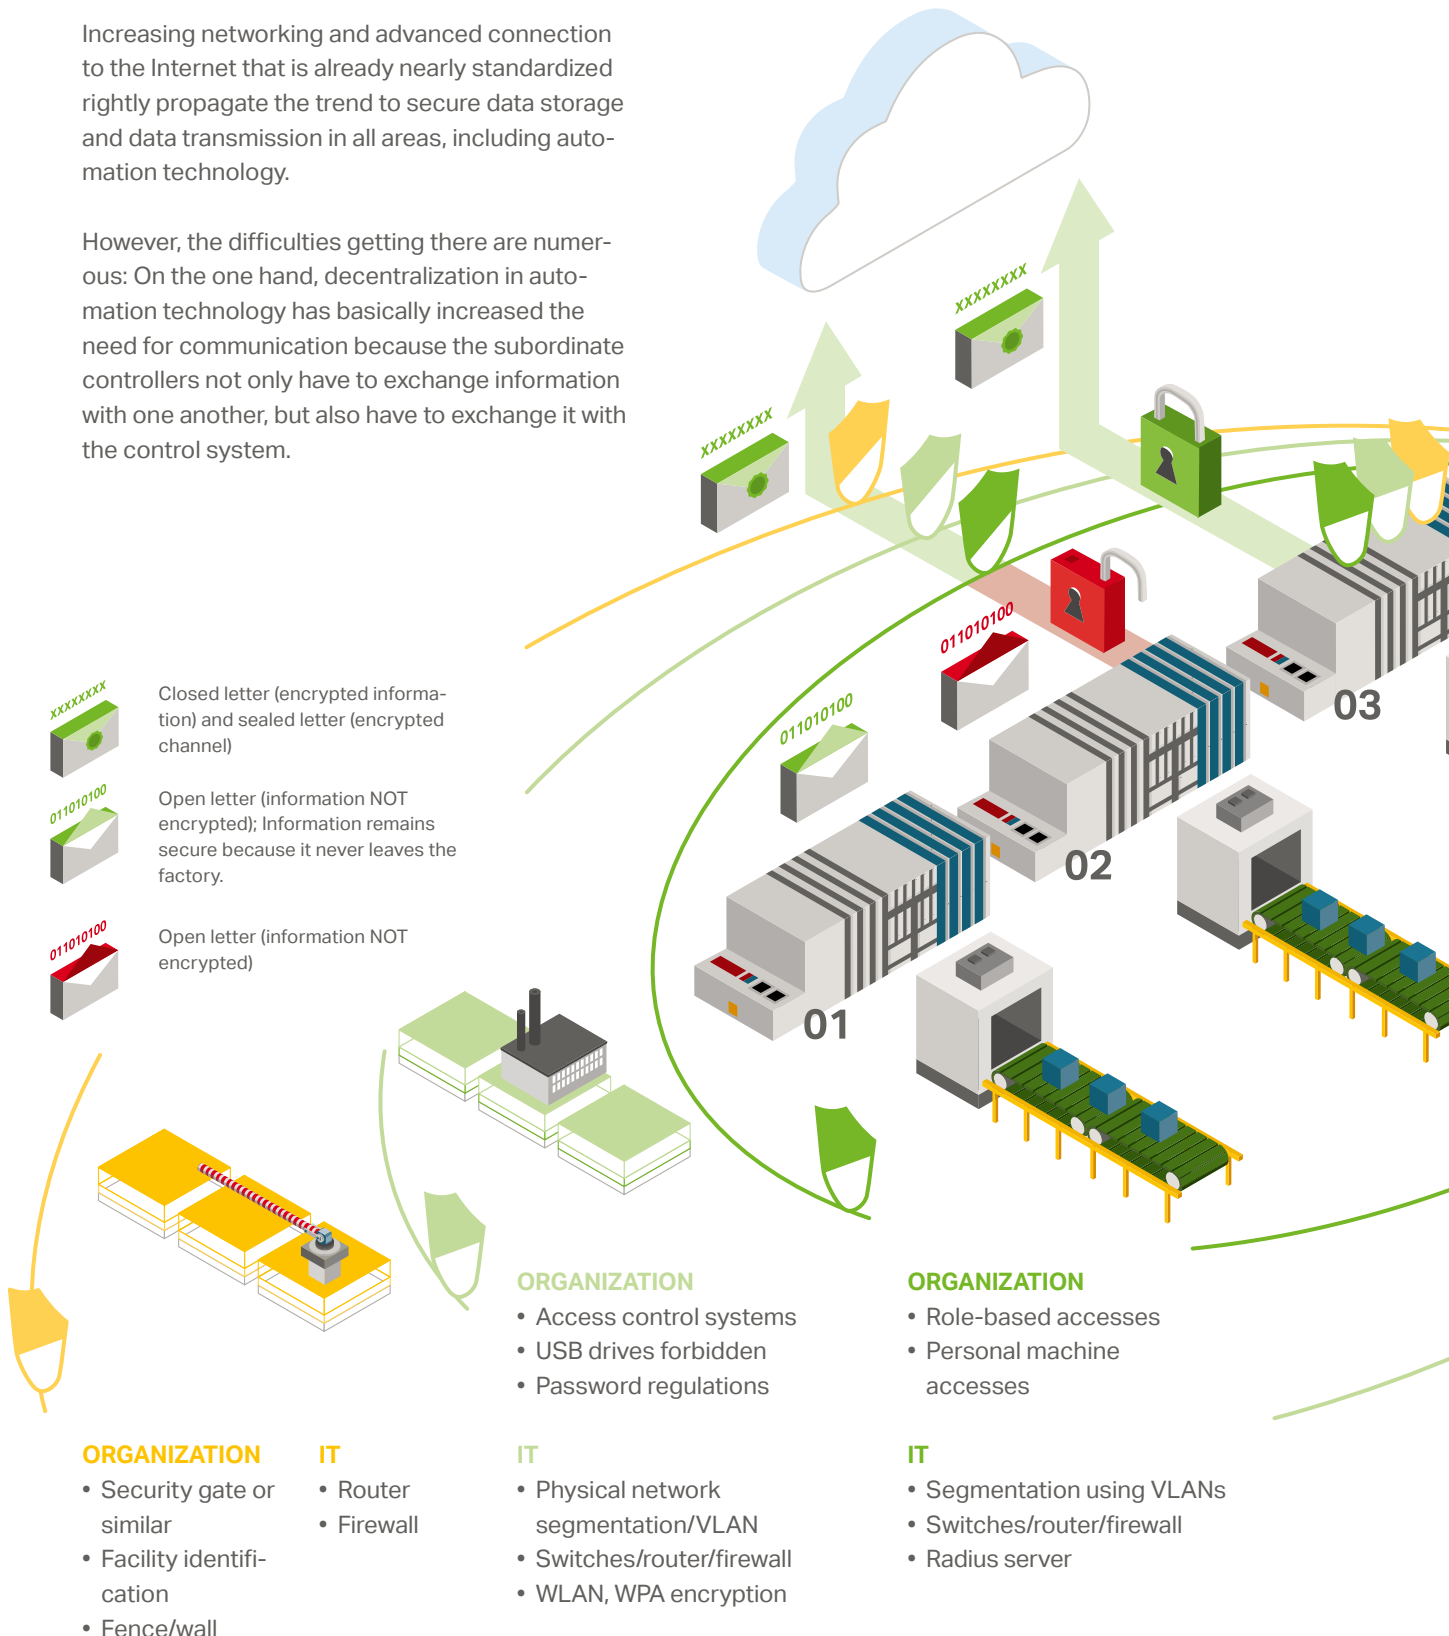 Increasing networking and advanced connection
to the Internet that is already nearly standardized
rightly propagate the trend to secure data storage
and data transmission in all areas, including auto-
mation technology.
However, the difficulties getting there are numer-
ous: On the one hand, decentralization in auto-
mation technology has basically increased the
need for communication because the subordinate
controllers not only have to exchange information
with one another, but also have to exchange it with
the control system.
XXXXXXXX
XXXXXXXX
011010100
011010100
03
02
01
XXXXXXXX
Closed letter (encrypted informa-
tion) and sealed letter (encrypted
channel)
011010100
Open letter (information NOT
encrypted); Information remains
secure because it never leaves the
factory.
011010100
Open letter (information NOT
encrypted)
ORGANIZATION
• Access control systems
• USB drives forbidden
• Password regulations
ORGANIZATION
• Role-based accesses
• Personal machine
accesses
ORGANIZATION
• Security gate or
similar
• Facility identifi-
cation
• Fence/wall
IT
• Router
• Firewall
IT
• Physical network
segmentation/VLAN
• Switches/router/firewall
• WLAN, WPA encryption
IT
• Segmentation using VLANs
• Switches/router/firewall
• Radius server